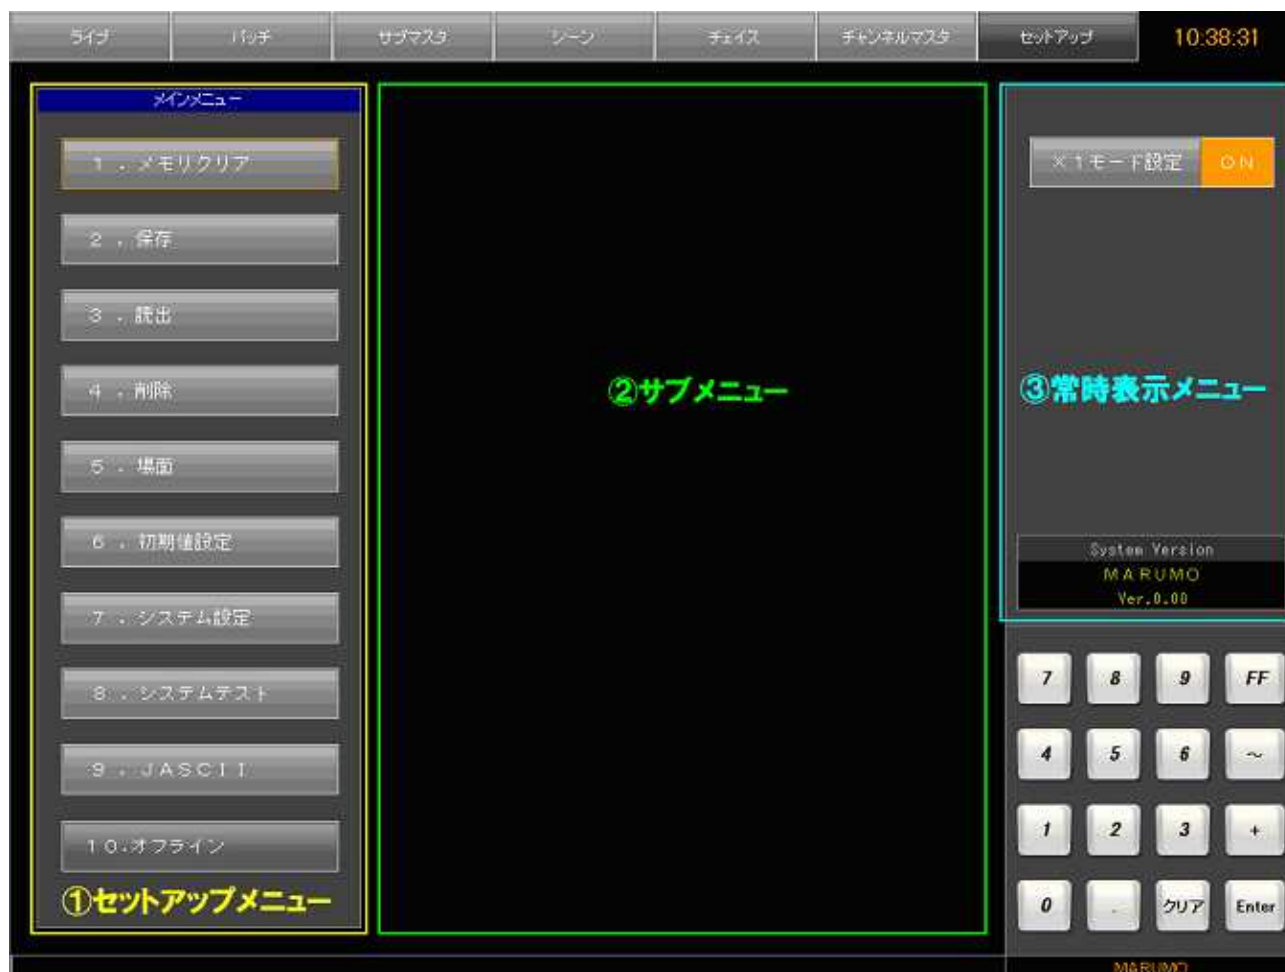 ライブ パッチ サブマスタ シーン チェイス チャンネルマスタ セットアップ 10:38:31
メインメニュー
1．メモリクリア
2．保存
3．読出
4．削除
5．場面
6．初期値設定
7．システム設定
8．システムテスト
9．JASCII
10.オフライン
①セットアップメニュー
②サブメニュー
×1モード設定 ON
③常時表示メニュー
System Version
MARUMO
Ver.0.00
7 8 9 FF
4 5 6 ～
1 2 3 +
0 . クリア Enter
MARUMO